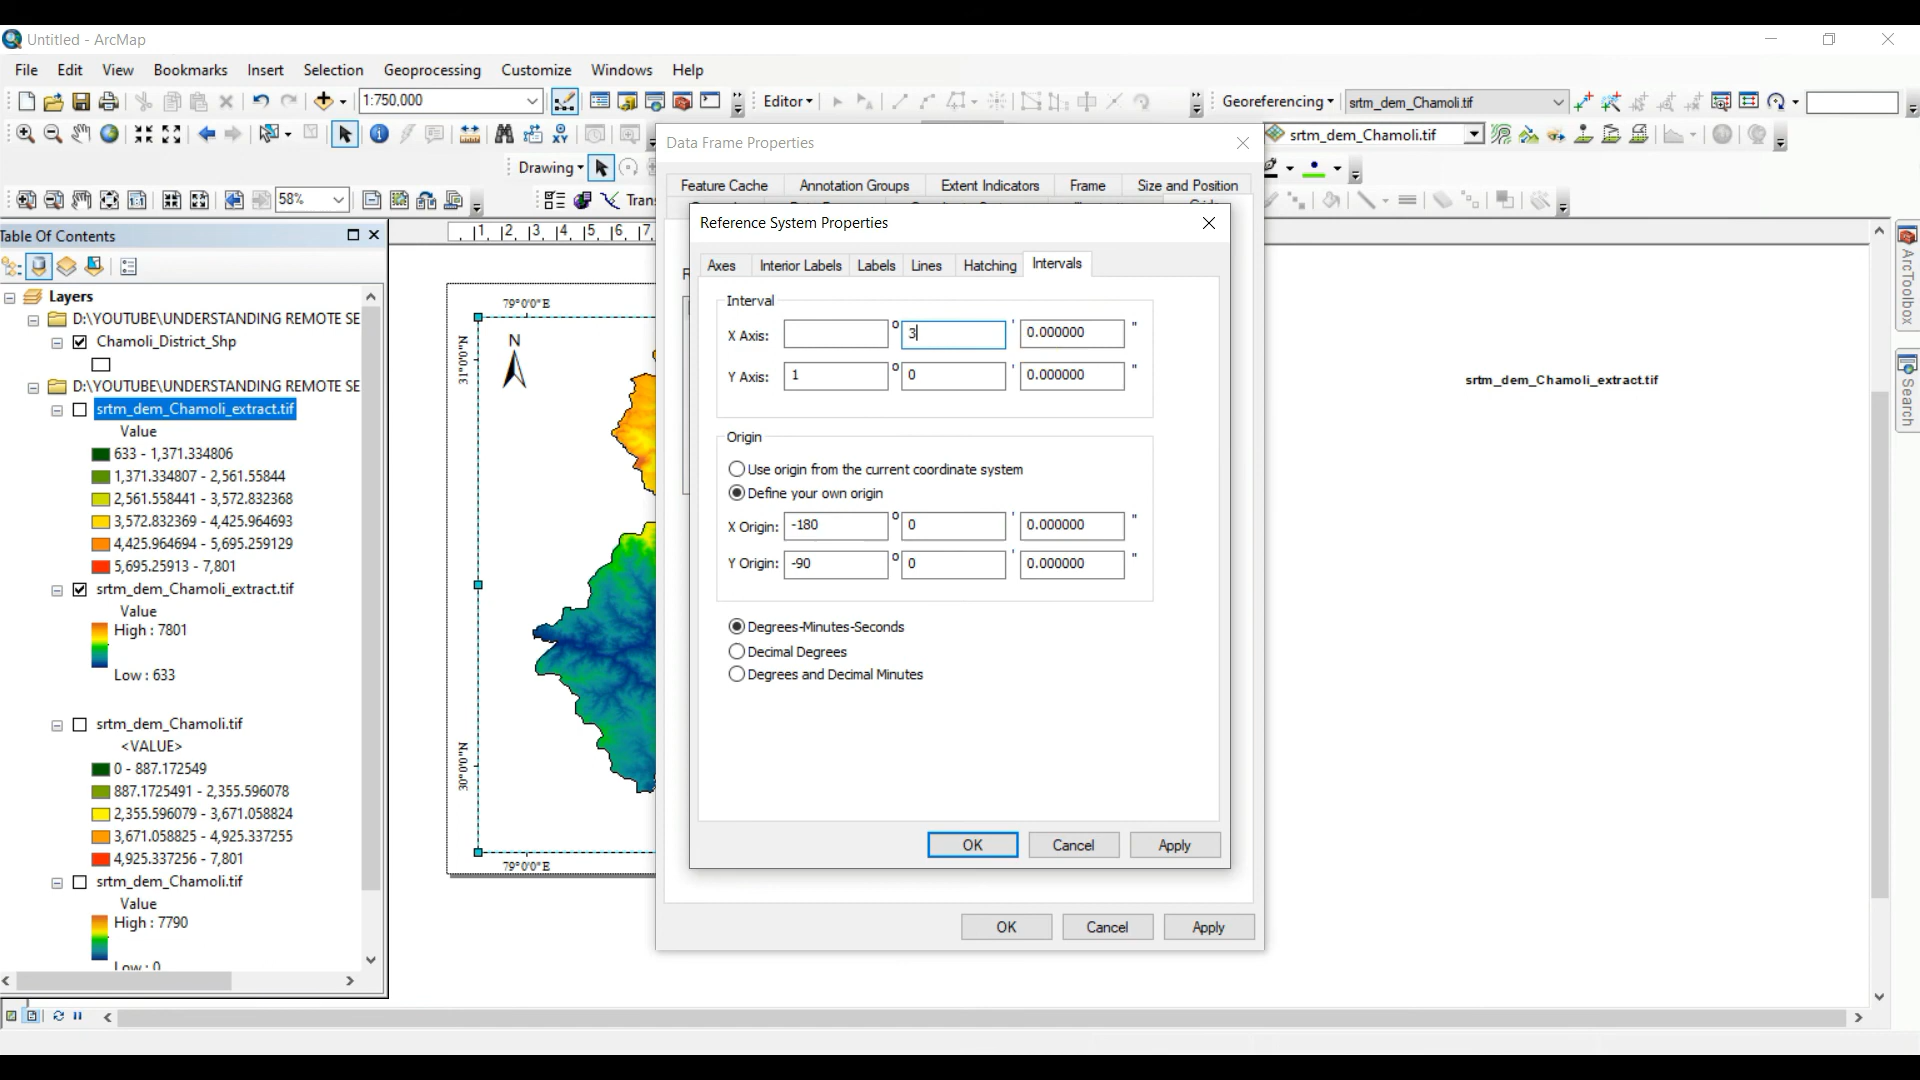 Untitled - ArcMap
File Edit View Bookmarks Insert Selection Geoprocessing Customize Windows Help
1:750,000 Editor Georeferencing srtm_dem_Chamoli.tif
srtm_dem_Chamoli.tif
Drawing
58% Trans
Table Of Contents
Layers
D:\YOUTUBE\UNDERSTANDING REMOTE SE
Chamoli_District_Shp
D:\YOUTUBE\UNDERSTANDING REMOTE SE
srtm_dem_Chamoli_extract.tif
Value
633 - 1,371.334806
1,371.334807 - 2,561.55844
2,561.558441 - 3,572.832368
3,572.832369 - 4,425.964693
4,425.964694 - 5,695.259129
5,695.25913 - 7,801
srtm_dem_Chamoli_extract.tif
Value
High : 7801
Low : 633
srtm_dem_Chamoli.tif
<VALUE>
0 - 887.172549
887.1725491 - 2,355.596078
2,355.596079 - 3,671.058824
3,671.058825 - 4,925.337255
4,925.337256 - 7,801
srtm_dem_Chamoli.tif
Value
High : 7790
Low : 0
1 2 3 4 5 6 7
79°0'0"E
N
31°0'0"N
30°0'0"N
79°0'0"E
Data Frame Properties
Feature Cache Annotation Groups Extent Indicators Frame Size and Position
Reference System Properties
Axes Interior Labels Labels Lines Hatching Intervals
Interval
X Axis: ° 3 ' 0.000000 "
Y Axis: 1 ° 0 ' 0.000000 "
Origin
Use origin from the current coordinate system
Define your own origin
X Origin: -180 ° 0 ' 0.000000 "
Y Origin: -90 ° 0 ' 0.000000 "
Degrees-Minutes-Seconds
Decimal Degrees
Degrees and Decimal Minutes
OK Cancel Apply
OK Cancel Apply
srtm_dem_Chamoli_extract.tif
ArcToolbox
Search